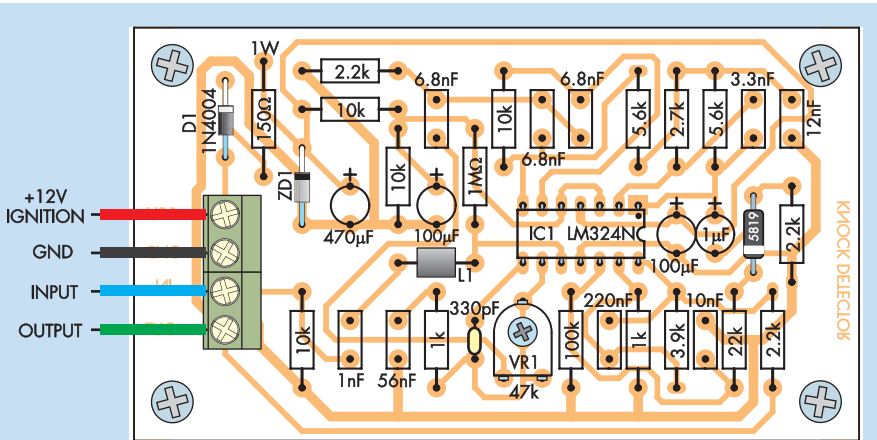 1W
2.2k
6.8nF
6.8nF
3.3nF
D1
1N4004
150Ω
10k
10k
5.6k
2.7k
5.6k
12nF
6.8nF
ZD1
10k
1MΩ
+12V
IGNITION
+
+
+
+
470µF
100µF
IC1 LM324N
1µF
5819
2.2k
GND
100µF
L1
KNOCK DETECTOR
INPUT
330pF
220nF
10nF
OUTPUT
10k
1k
VR1
100k
1k
3.9k
22k
2.2k
1nF
56nF
47k